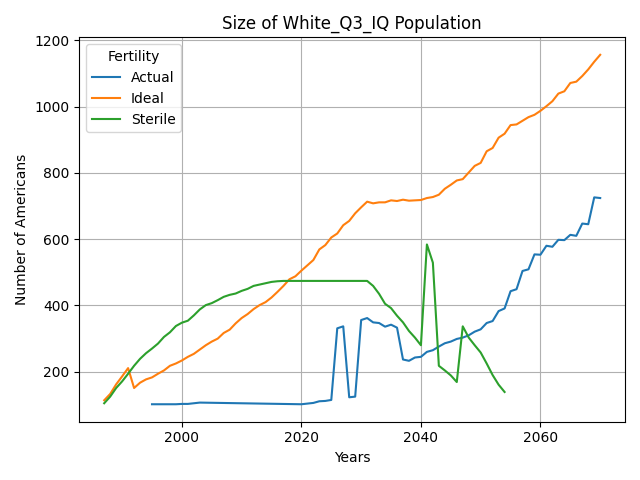 Size of White_Q3_IQ Population
Number of Americans
1200
1000
800
600
400
200
Fertility
Actual
Ideal
Sterile
2000
2020
2040
2060
Years